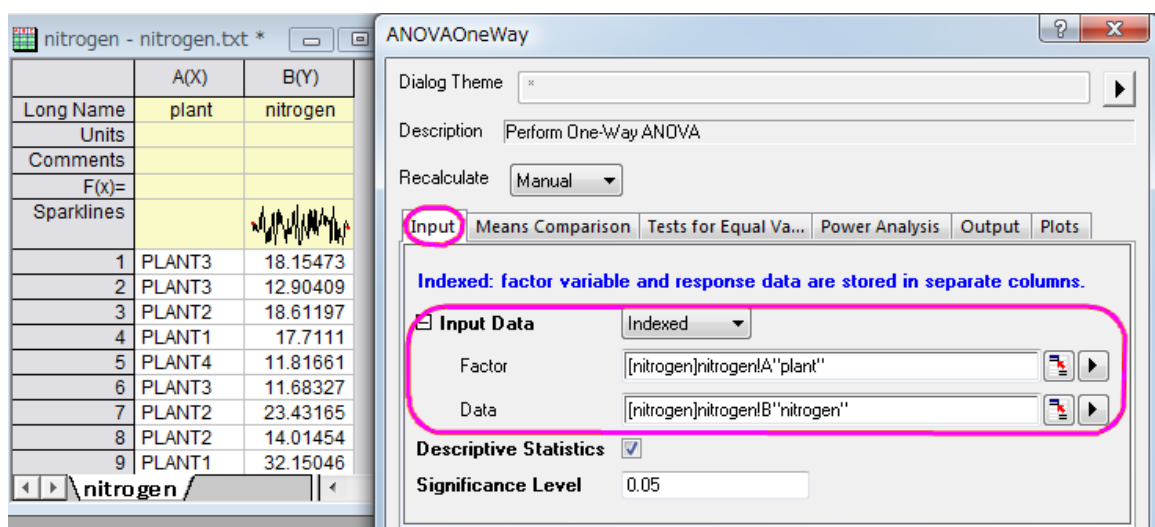 nitrogen - nitrogen.txt *
A(X) B(Y)
Long Name plant nitrogen
Units
Comments
F(x)=
Sparklines
1 PLANT3 18.15473
2 PLANT3 12.90409
3 PLANT2 18.61197
4 PLANT1 17.7111
5 PLANT4 11.81661
6 PLANT3 11.68327
7 PLANT2 23.43165
8 PLANT2 14.01454
9 PLANT1 32.15046
nitrogen
ANOVAOneWay
? X
Dialog Theme *
Description Perform One-Way ANOVA
Recalculate Manual
Input Means Comparison Tests for Equal Va... Power Analysis Output Plots
Indexed: factor variable and response data are stored in separate columns.
Input Data Indexed
Factor [nitrogen]nitrogen!A"plant"
Data [nitrogen]nitrogen!B"nitrogen"
Descriptive Statistics
Significance Level 0.05